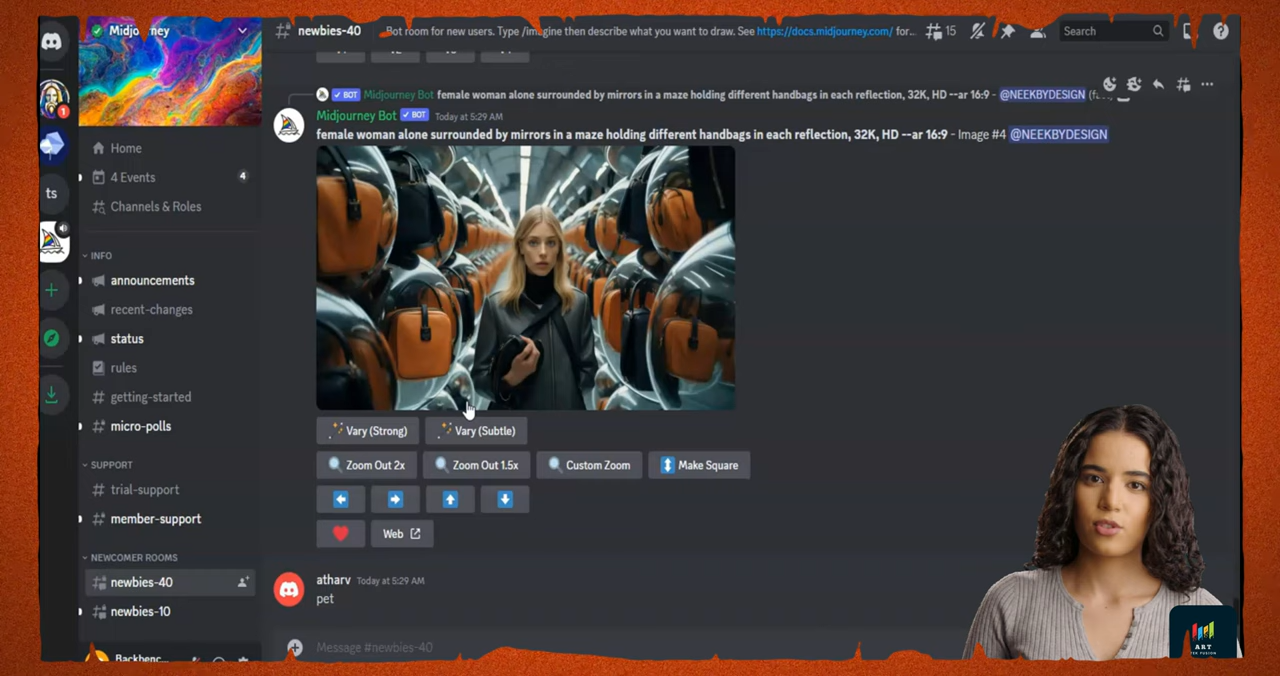 Midjo rney
newbies-40
Bot room for new users. Type /imagine then describe what you want to draw. See https://docs.midjourney.com/ for...
15
Search
BOT Midjourney Bot female woman alone surrounded by mirrors in a maze holding different handbags in each reflection, 32K, HD --ar 16:9 - @NEEKBYDESIGN
Midjourney Bot BOT Today at 5:29 AM
female woman alone surrounded by mirrors in a maze holding different handbags in each reflection, 32K, HD --ar 16:9 - Image #4 @NEEKBYDESIGN
1
ts
Home
4 Events
4
Channels & Roles
INFO
announcements
recent-changes
status
rules
getting-started
micro-polls
SUPPORT
trial-support
member-support
NEWCOMER ROOMS
newbies-40
newbies-10
Backbenc...
Vary (Strong)
Vary (Subtle)
Zoom Out 2x
Zoom Out 1.5x
Custom Zoom
Make Square
Web
atharv Today at 5:29 AM
pet
Message #newbies-40
ART